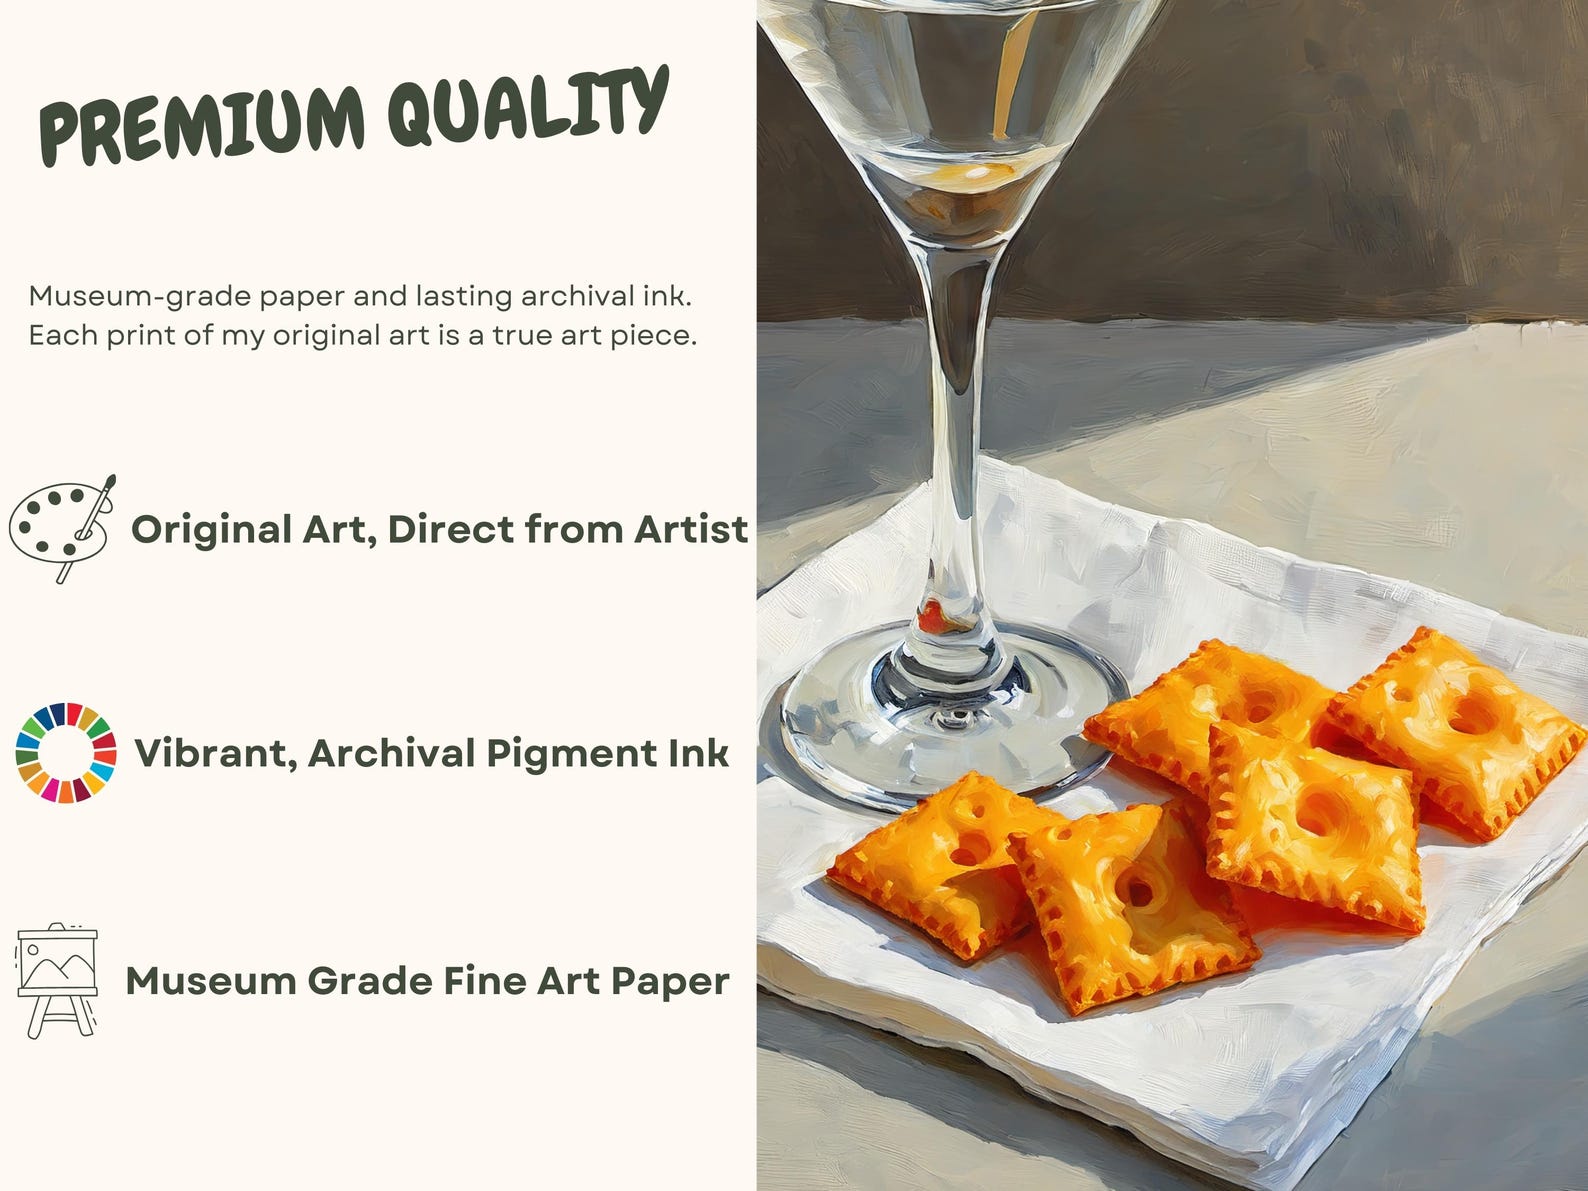 PREMIUM QUALITY
Museum-grade paper and lasting archival ink.
Each print of my original art is a true art piece.
Original Art, Direct from Artist
Vibrant, Archival Pigment Ink
Museum Grade Fine Art Paper